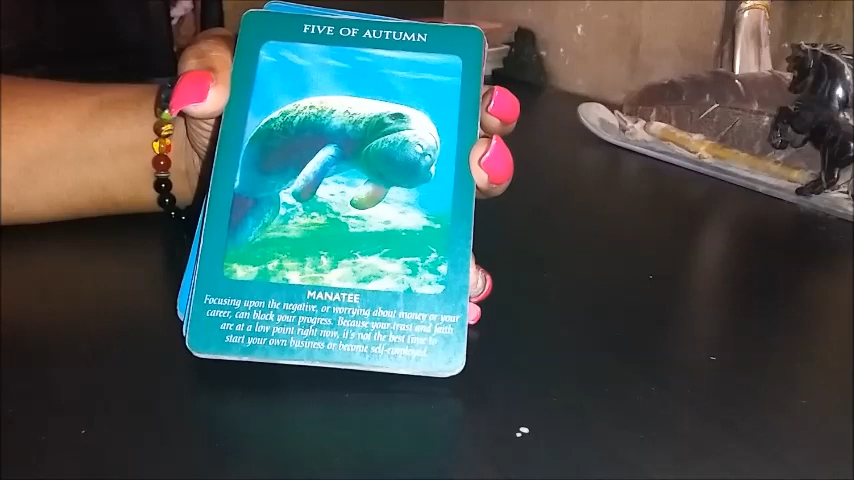 FIVE OF AUTUMN
MANATEE
Focusing upon the negative, or worrying about money or your
career, can block your progress. Because your trust and faith
are at a low point right now, it's not the best time to
start your own business or become self-employed.